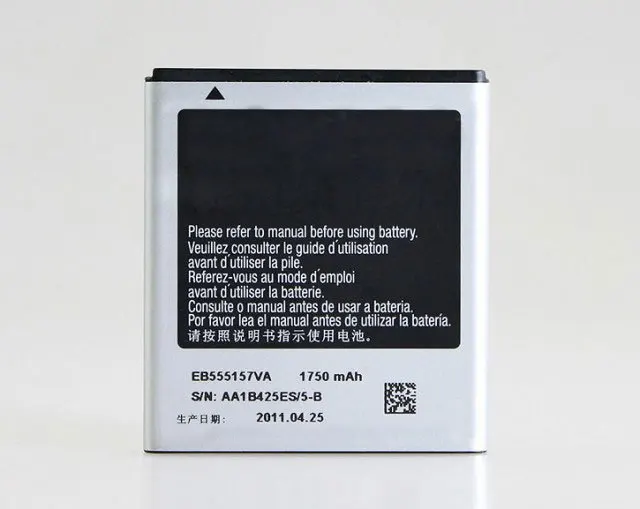 Please refer to manual before using battery.
Veuillez consulter le guide d´utilisation
avant d´utiliser la pile.
Referez-vous au mode d´emploi
avant d´utiliser la batterie.
Consulte o manual antes de usar a bateria.
Por favor lea el manual antes de utilizar la batería.
请按照说明书指示使用电池。
EB555157VA 1750 mAh
S/N: AA1B425ES/5-B
生产日期: 2011.04.25